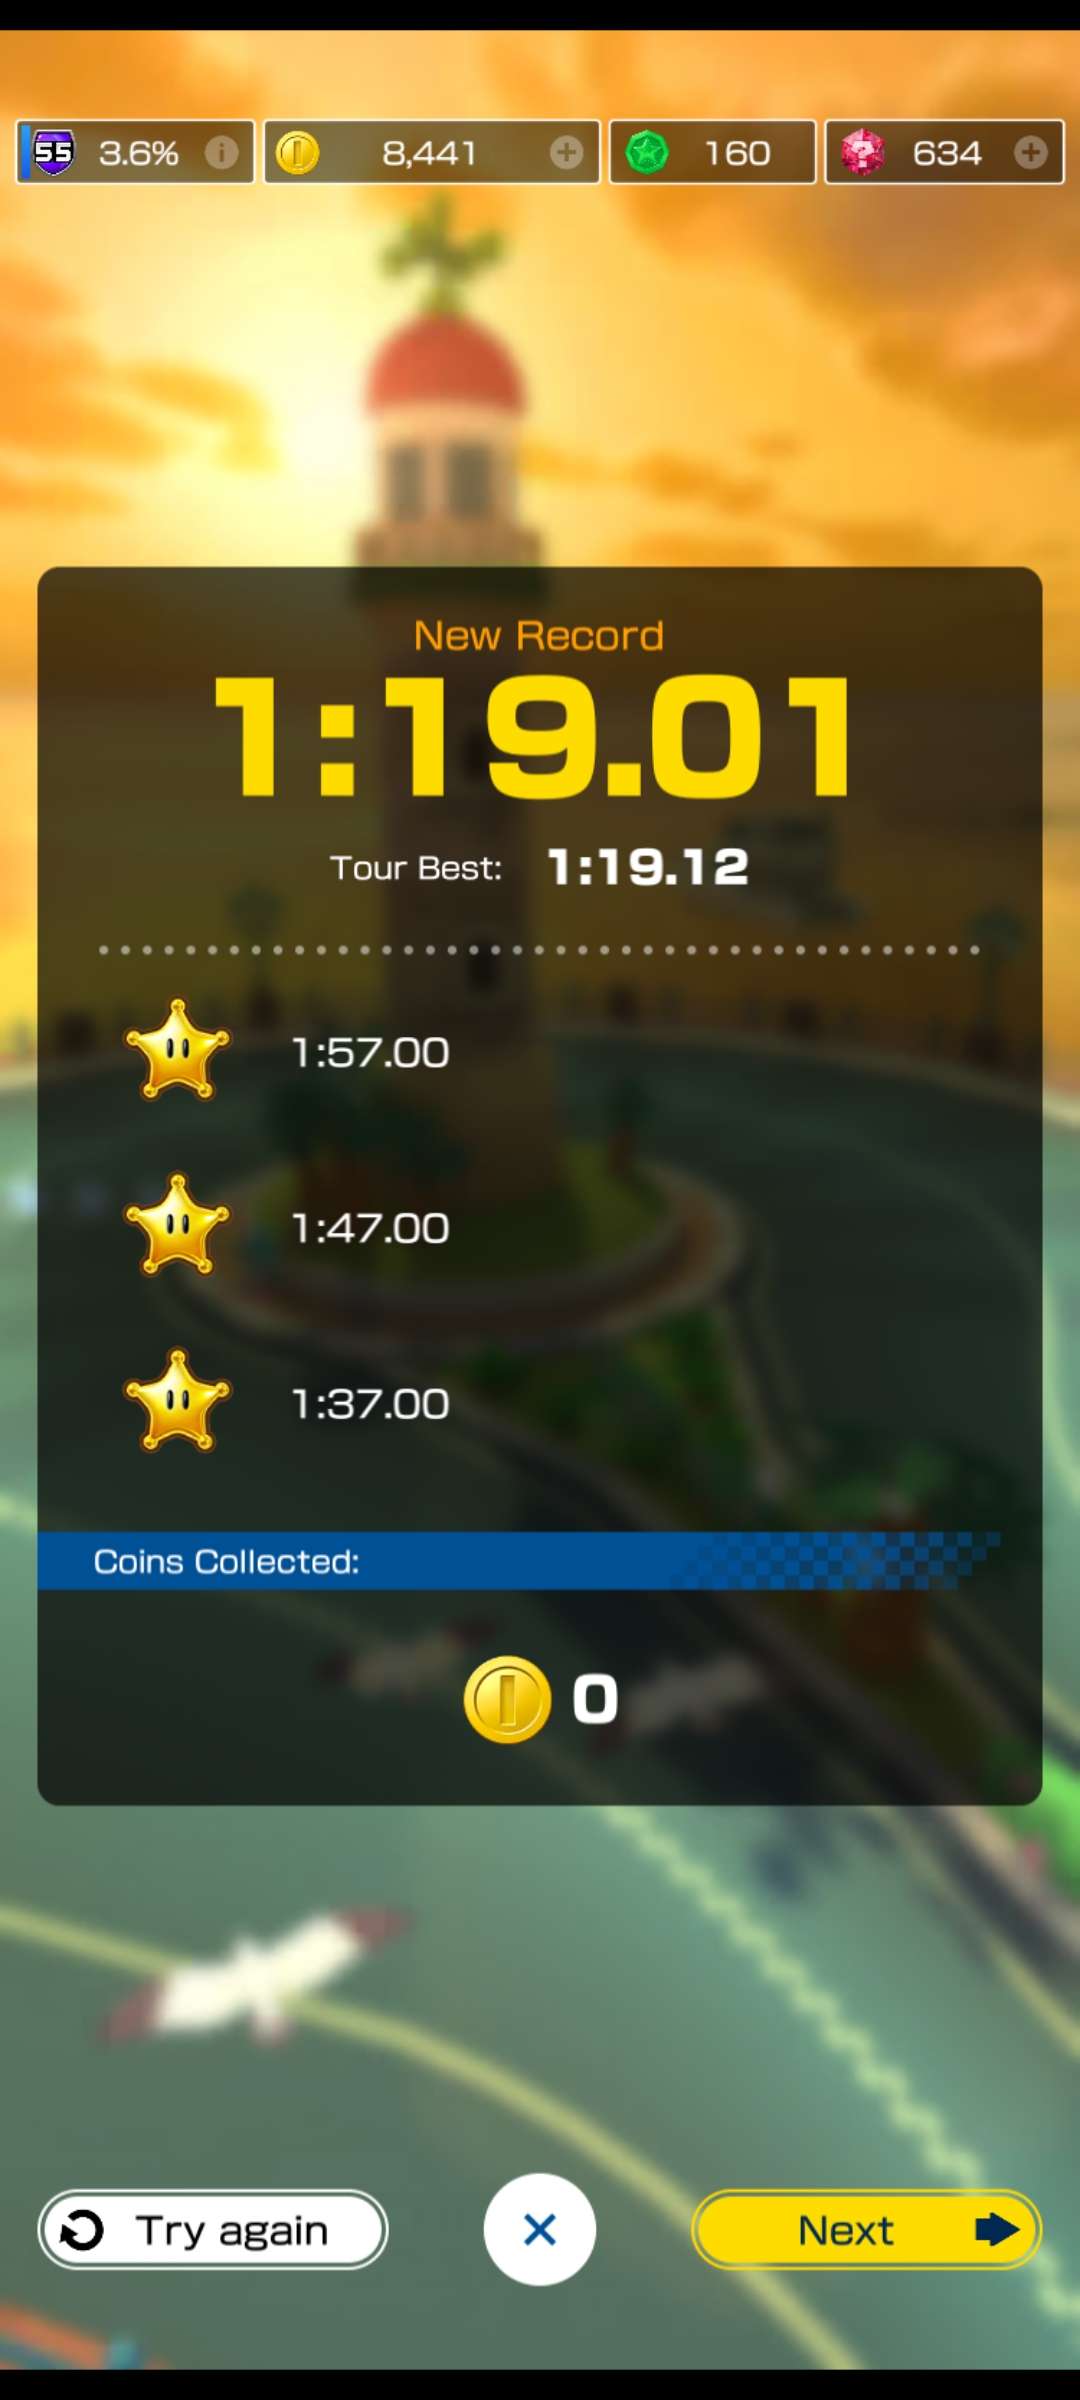 55 3.6% i 8,441 + 160 ? 634 +
New Record
1:19.01
Tour Best: 1:19.12
1:57.00
1:47.00
1:37.00
Coins Collected:
0
Try again × Next